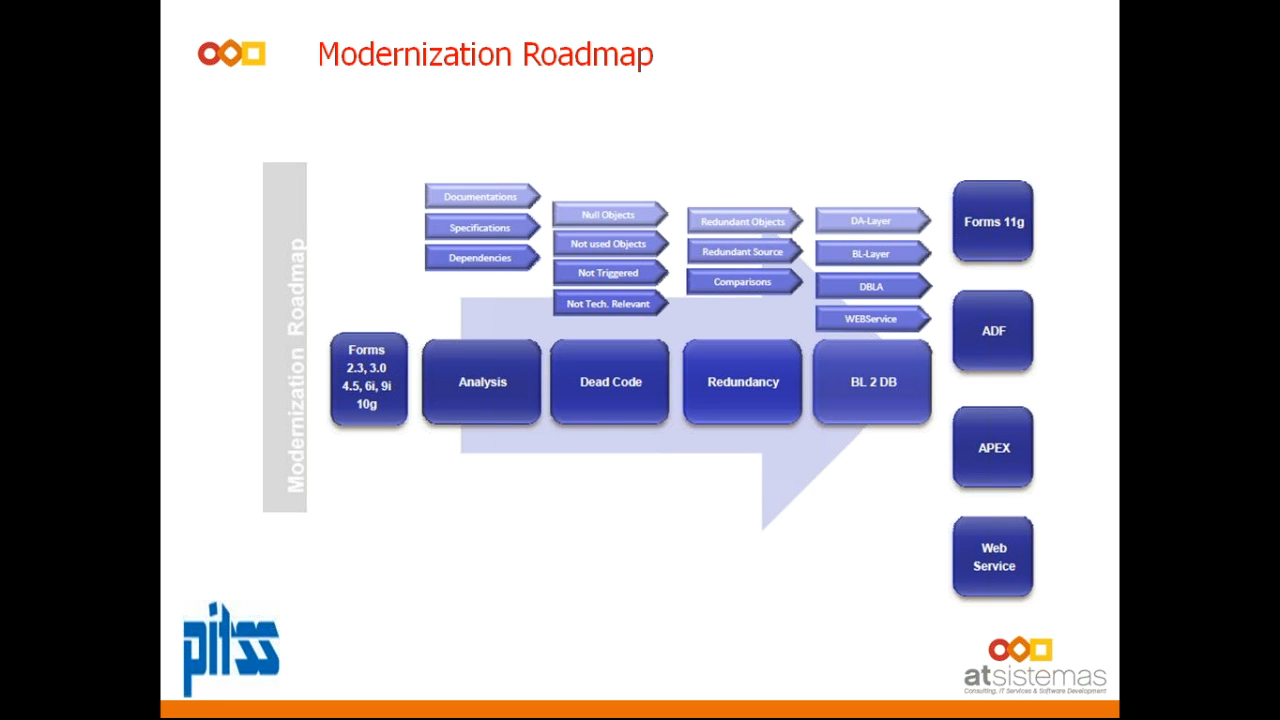 Modernization Roadmap
Modernization Roadmap
Documentations
Specifications
Dependencies
Null Objects
Not used Objects
Not Triggered
Not Tech. Relevant
Redundant Objects
Redundant Source
Comparisons
DA-Layer
BL-Layer
DBLA
WEBService
Forms
2.3, 3.0
4.5, 6i, 9i
10g
Analysis
Dead Code
Redundancy
BL 2 DB
Forms 11g
ADF
APEX
Web
Service
pitss
atsistemas
Consulting, IT Services & Software Development